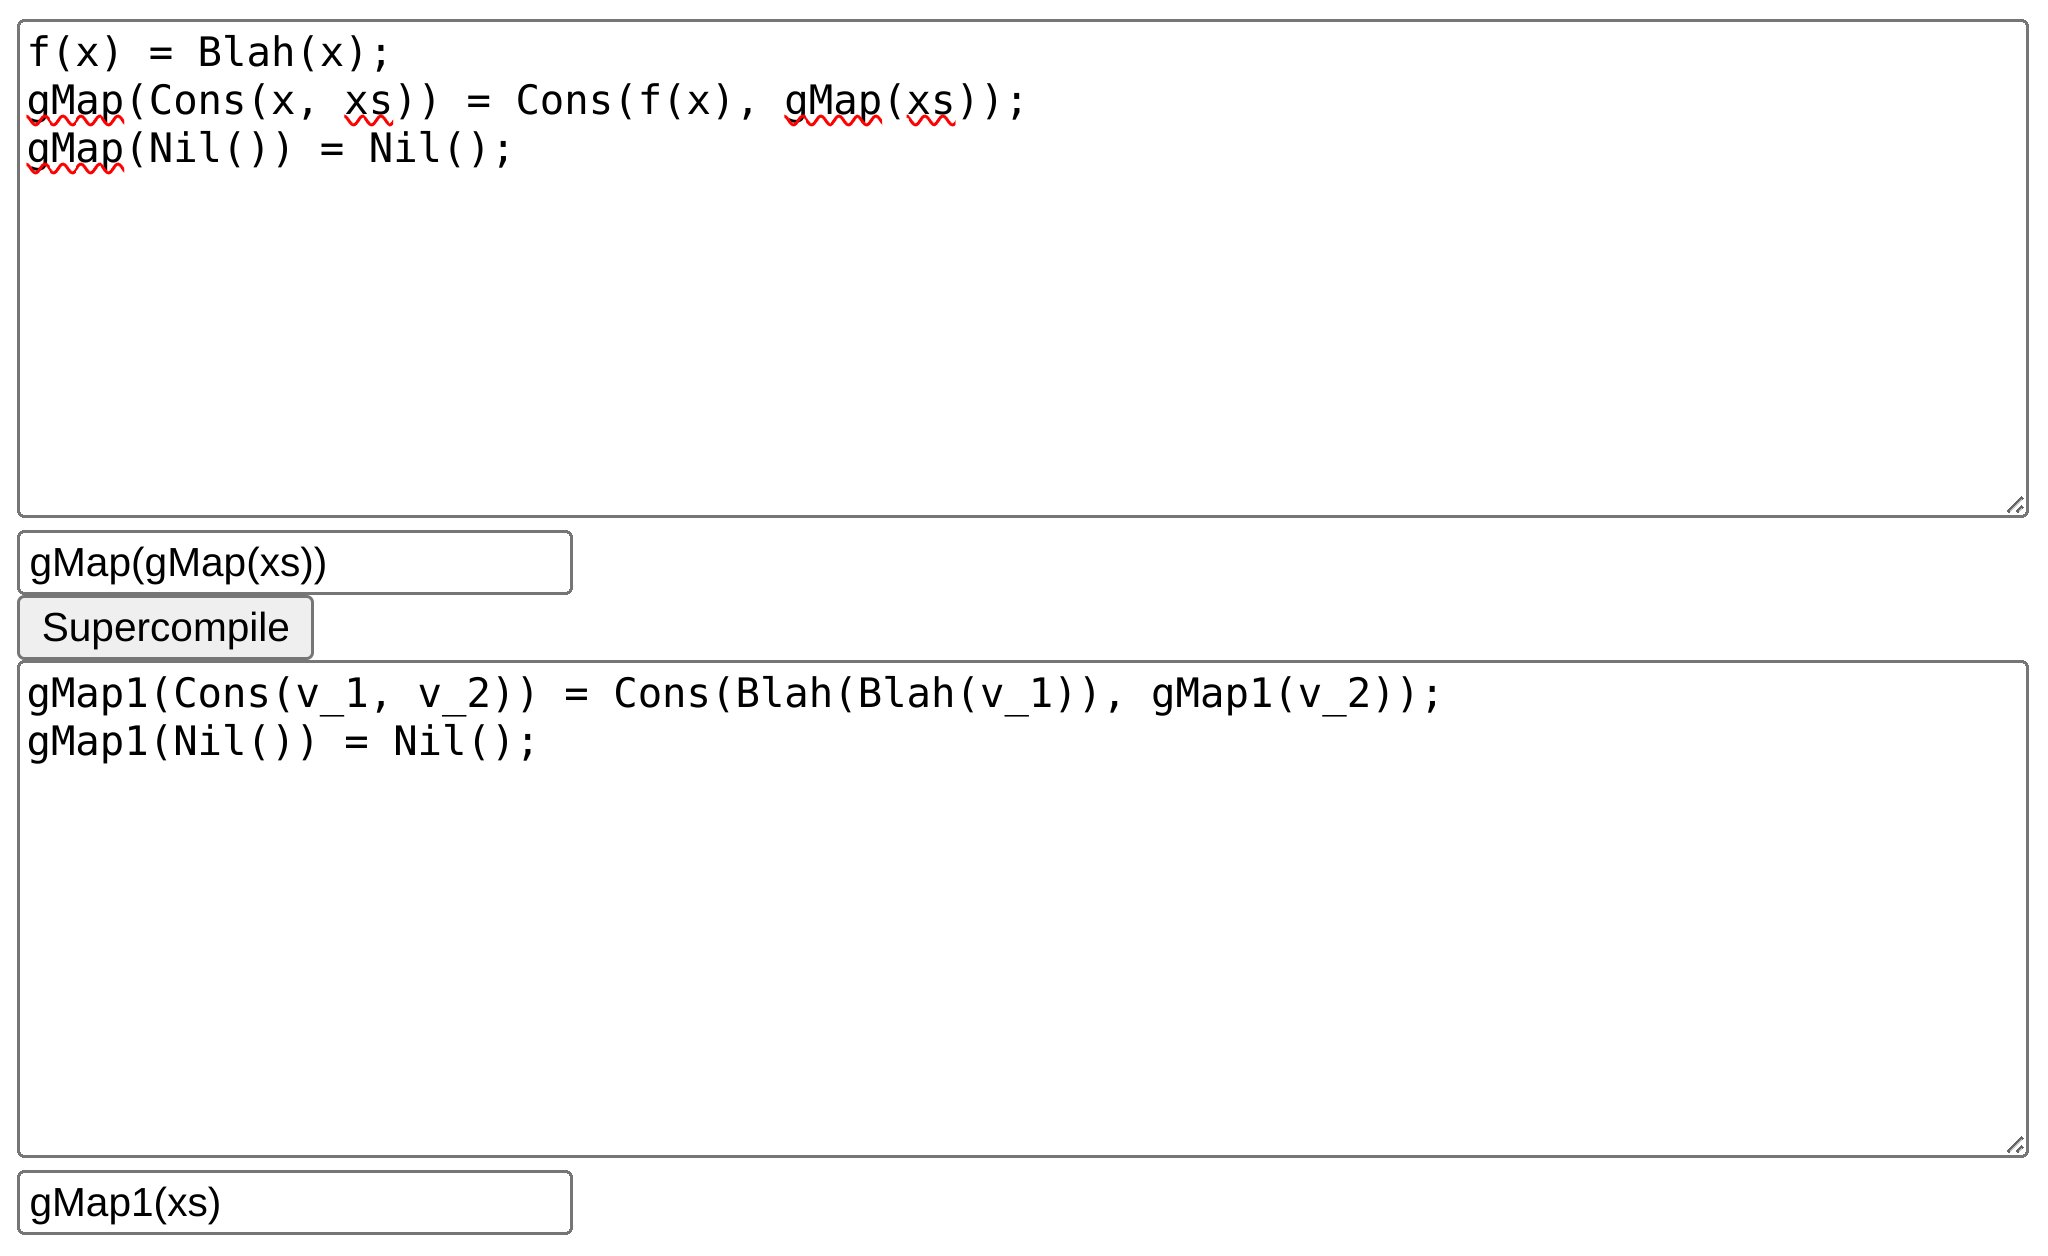 f(x) = Blah(x);
gMap(Cons(x, xs)) = Cons(f(x), gMap(xs));
gMap(Nil()) = Nil();
gMap(gMap(xs))
Supercompile
gMap1(Cons(v_1, v_2)) = Cons(Blah(Blah(v_1)), gMap1(v_2));
gMap1(Nil()) = Nil();
gMap1(xs)